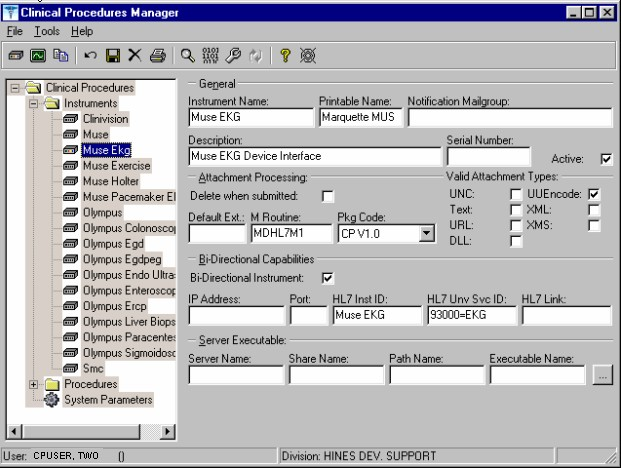 Clinical Procedures Manager
File Tools Help
Clinical Procedures
Instruments
Clinivision
Muse
Muse Ekg
Muse Exercise
Muse Holter
Muse Pacemaker El
Olympus
Olympus Colonoscop
Olympus Egd
Olympus Egdpeg
Olympus Endo Ultra
Olympus Enteroscop
Olympus Ercp
Olympus Liver Biops
Olympus Paracentes
Olympus Sigmoidosc
Smc
Procedures
System Parameters
General
Instrument Name: Printable Name: Notification Mailgroup:
Muse EKG Marquette MUS
Description: Serial Number:
Muse EKG Device Interface Active:
Attachment Processing: Valid Attachment Types:
Delete when submitted: UNC: UUEncode:
Text: XML:
Default Ext.: M Routine: Pkg Code: URL: XMS:
MDHL7M1 CP V1.0 DLL:
Bi-Directional Capabilities
Bi-Directional Instrument:
IP Address: Port: HL7 Inst ID: HL7 Unv Svc ID: HL7 Link:
Muse EKG 93000=EKG
Server Executable:
Server Name: Share Name: Path Name: Executable Name:
...
User: CPUSER, TWO () Division: HINES DEV. SUPPORT